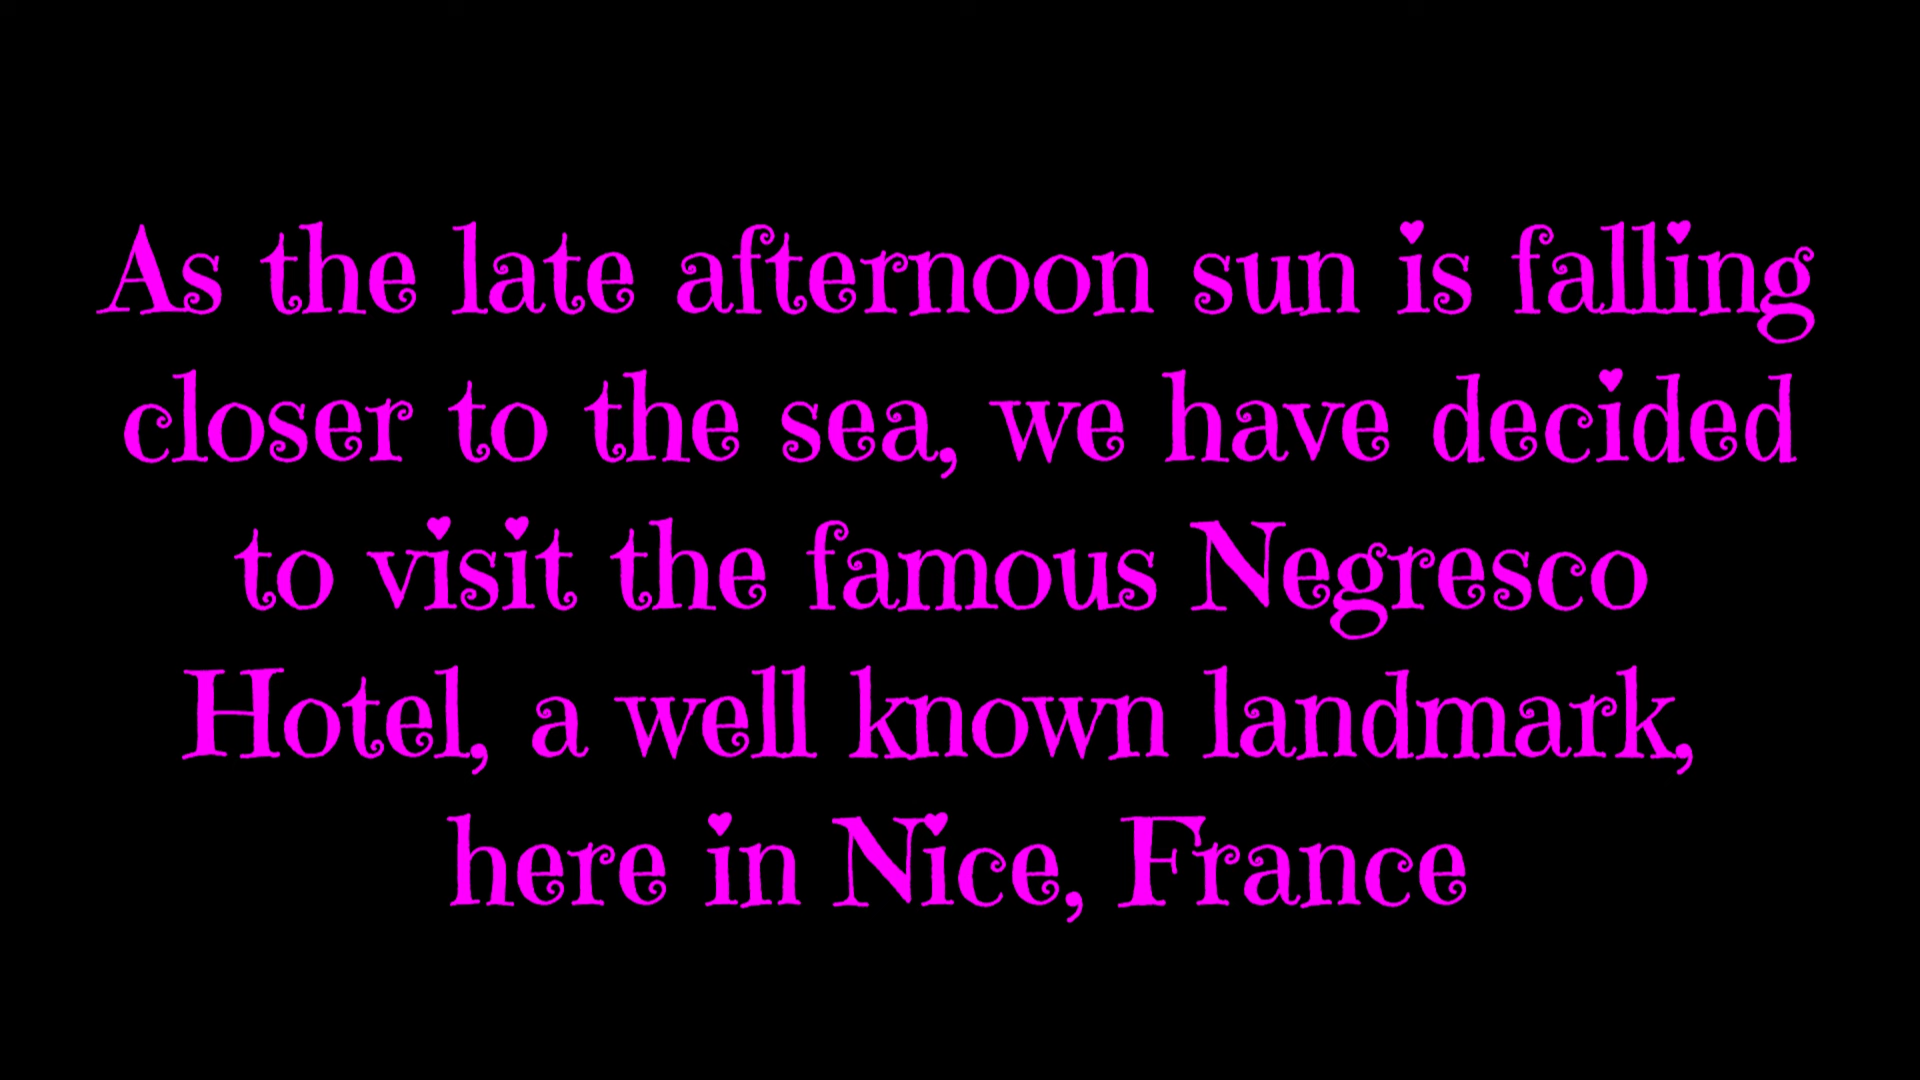 As the late afternoon sun is falling
closer to the sea, we have decided
to visit the famous Negresco
Hotel, a well known landmark,
here in Nice, France